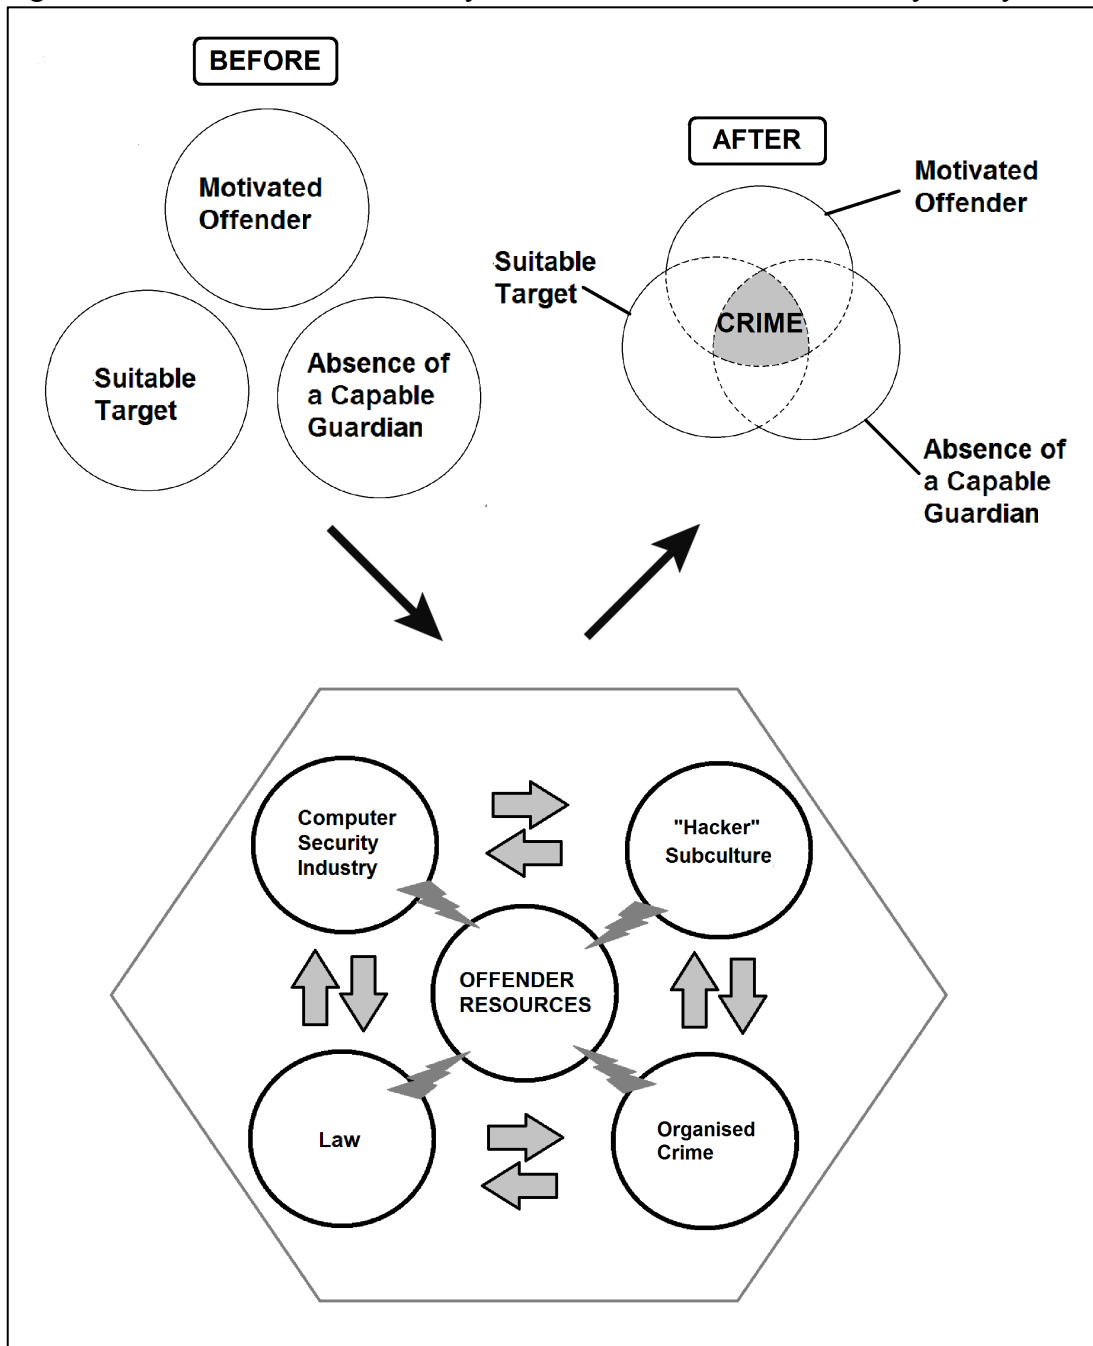 BEFORE
Motivated
Offender
Suitable
Target
Absence of
a Capable
Guardian
AFTER
Motivated
Offender
Suitable
Target
CRIME
Absence of
a Capable
Guardian
Computer
Security
Industry
"Hacker"
Subculture
OFFENDER
RESOURCES
Law
Organised
Crime